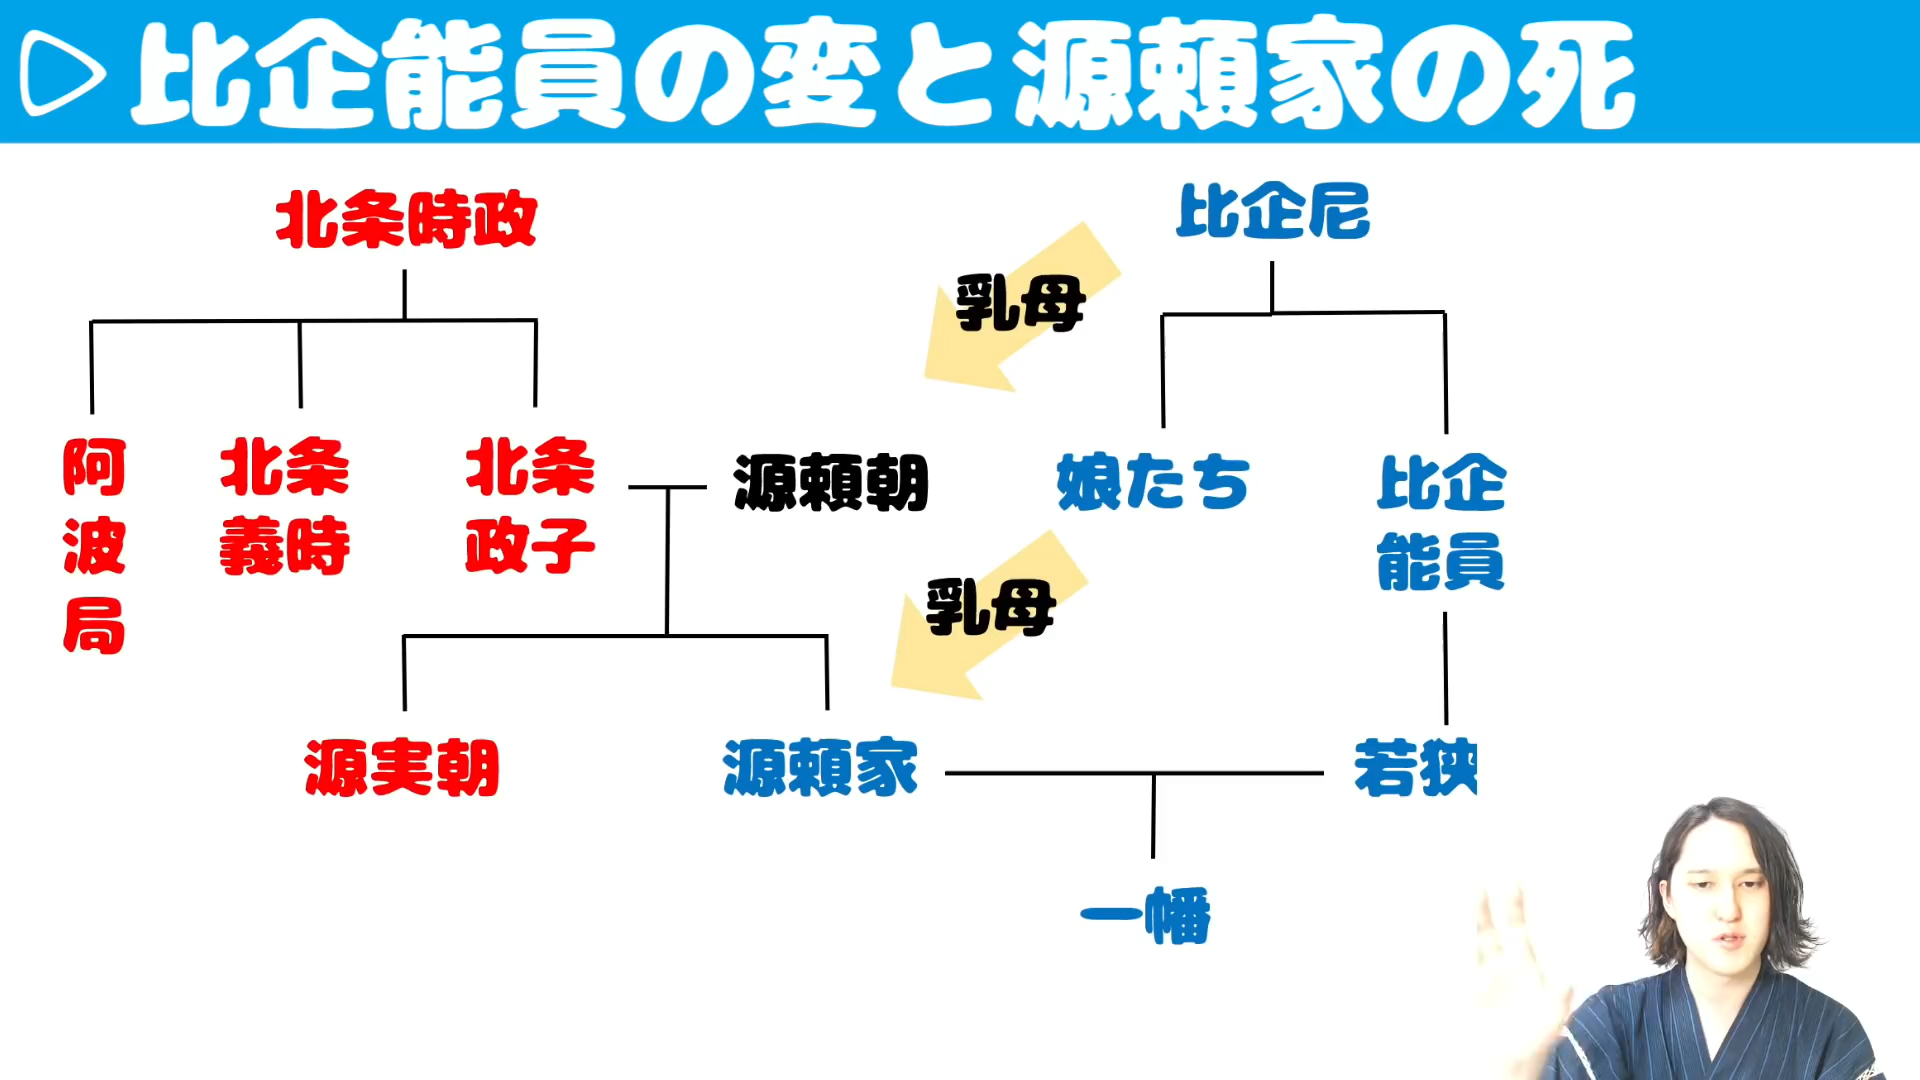 比企能員の変と源頼家の死
北条時政
比企尼
乳母
阿波局
北条
義時
北条
政子
源頼朝
娘たち
比企
能員
乳母
源実朝
源頼家
若狭
一幡